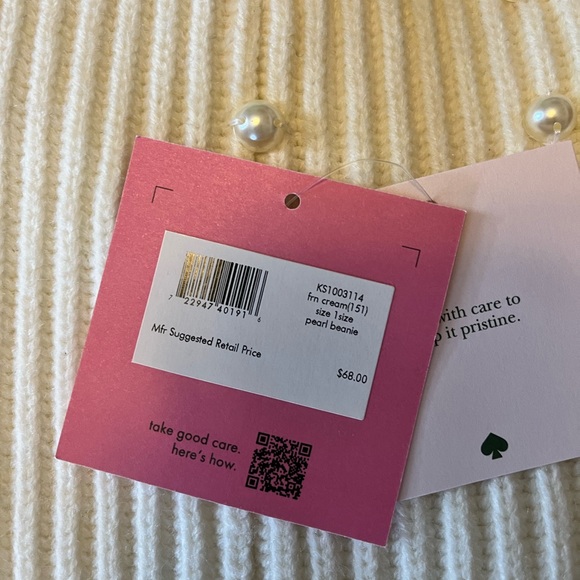 KS1003114
frn cream(151)
size 1size
pearl beanie
7 22947 40191 6
Mfr Suggested Retail Price
$68.00
take good care.
here's how.
with care to
it pristine.